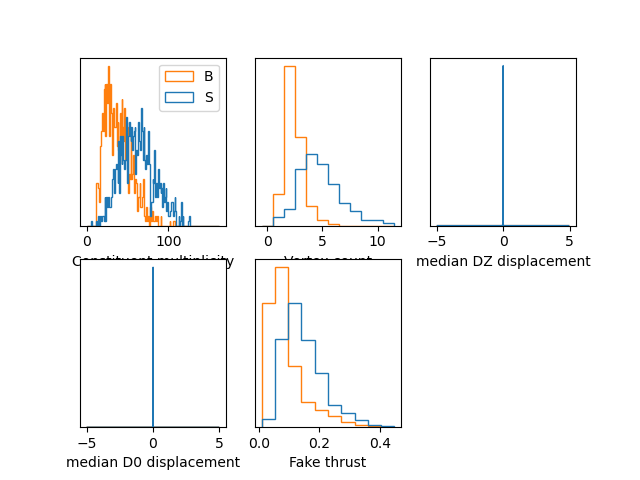 B
S
0 100
0 5 10
−5 0 5
Constituent multiplicity
Vertex count
median DZ displacement
−5 0 5
0.0 0.2 0.4
median D0 displacement
Fake thrust